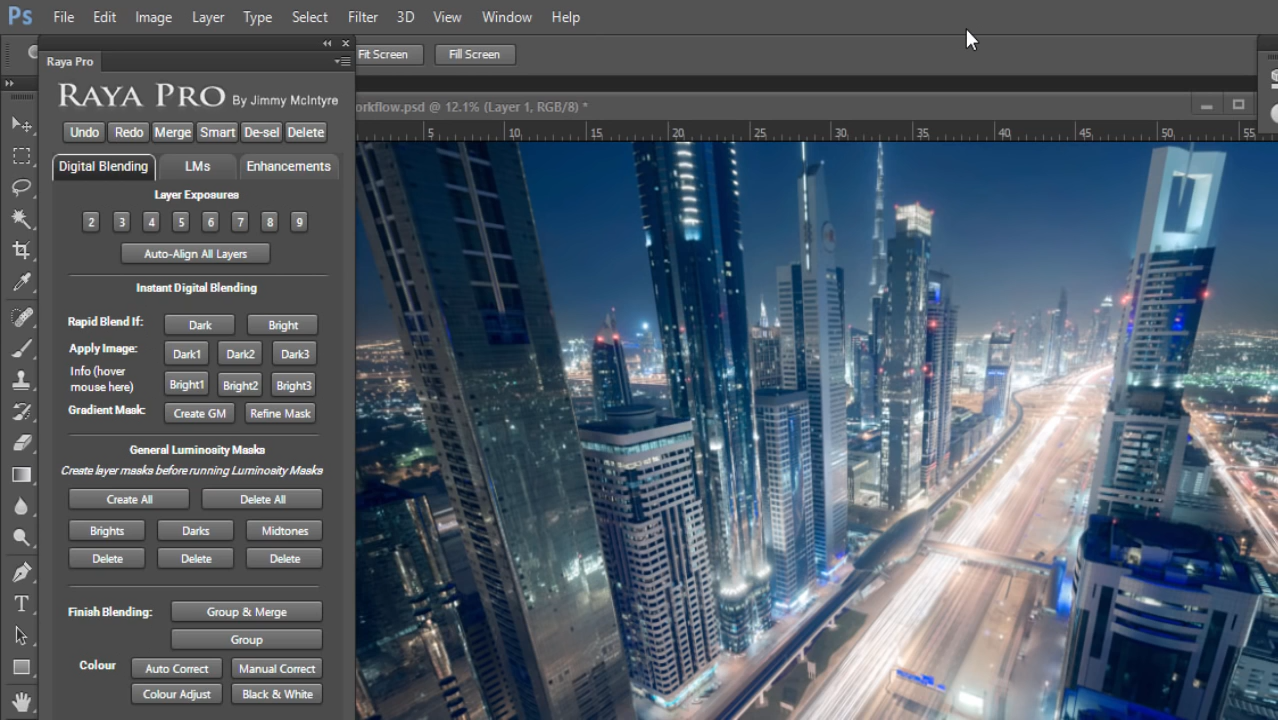 Ps File Edit Image Layer Type Select Filter 3D View Window Help
Fit Screen Fill Screen
Raya Pro
RAYA PRO By Jimmy McIntyre
orkflow.psd @ 12.1% (Layer 1, RGB/8) *
5 10 15 20 25 30 35 40 45 50 55
Undo Redo Merge Smart De-sel Delete
Digital Blending LMs Enhancements
Layer Exposures
2 3 4 5 6 7 8 9
Auto-Align All Layers
Instant Digital Blending
Rapid Blend If: Dark Bright
Apply Image: Dark1 Dark2 Dark3
Info (hover
mouse here) Bright1 Bright2 Bright3
Gradient Mask: Create GM Refine Mask
General Luminosity Masks
Create layer masks before running Luminosity Masks
Create All Delete All
Brights Darks Midtones
Delete Delete Delete
Finish Blending: Group & Merge
Group
Colour Auto Correct Manual Correct
Colour Adjust Black & White